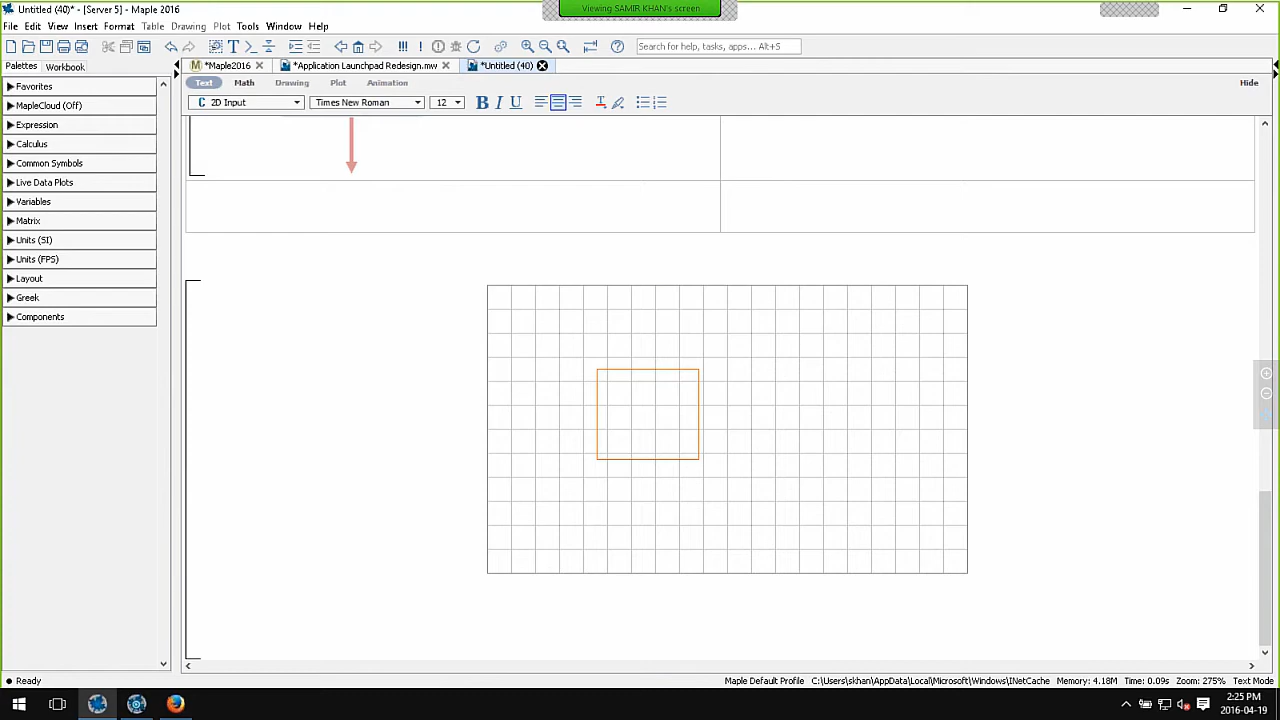 Untitled (40)* - [Server 5] - Maple 2016
Viewing SAMIR KHAN's screen
File Edit View Insert Format Table Drawing Plot Tools Window Help
Search for help, tasks, apps... Alt+5
Palettes Workbook
*Maple2016 *Application Launchpad Redesign.mw *Untitled (40)
Text Math Drawing Plot Animation Hide
C 2D Input Times New Roman 12 B I U T
Favorites
MapleCloud (Off)
Expression
Calculus
Common Symbols
Live Data Plots
Variables
Matrix
Units (SI)
Units (FPS)
Layout
Greek
Components
Ready
Maple Default Profile C:\Users\skhan\AppData\Local\Microsoft\Windows\INetCache Memory: 4.18M Time: 0.09s Zoom: 275% Text Mode
2:25 PM
2016-04-19